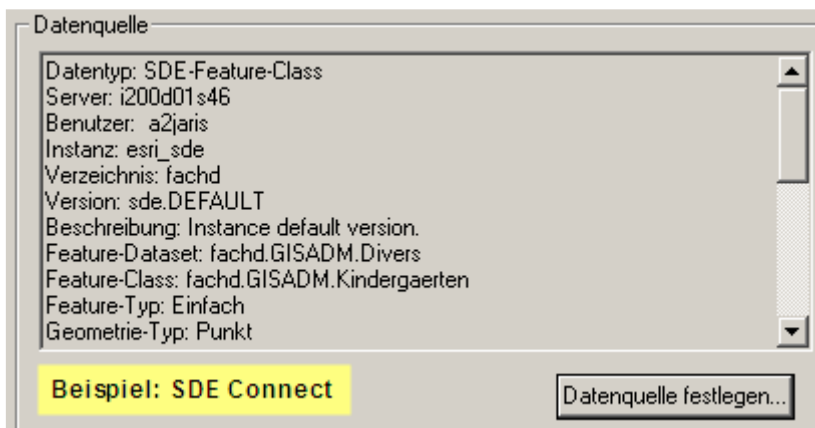 Datenquelle
Datentyp: SDE-Feature-Class
Server: i200d01s46
Benutzer: a2jaris
Instanz: esri_sde
Verzeichnis: fachd
Version: sde.DEFAULT
Beschreibung: Instance default version.
Feature-Dataset: fachd.GISADM.Divers
Feature-Class: fachd.GISADM.Kindergaerten
Feature-Typ: Einfach
Geometrie-Typ: Punkt
Beispiel: SDE Connect
Datenquelle festlegen...